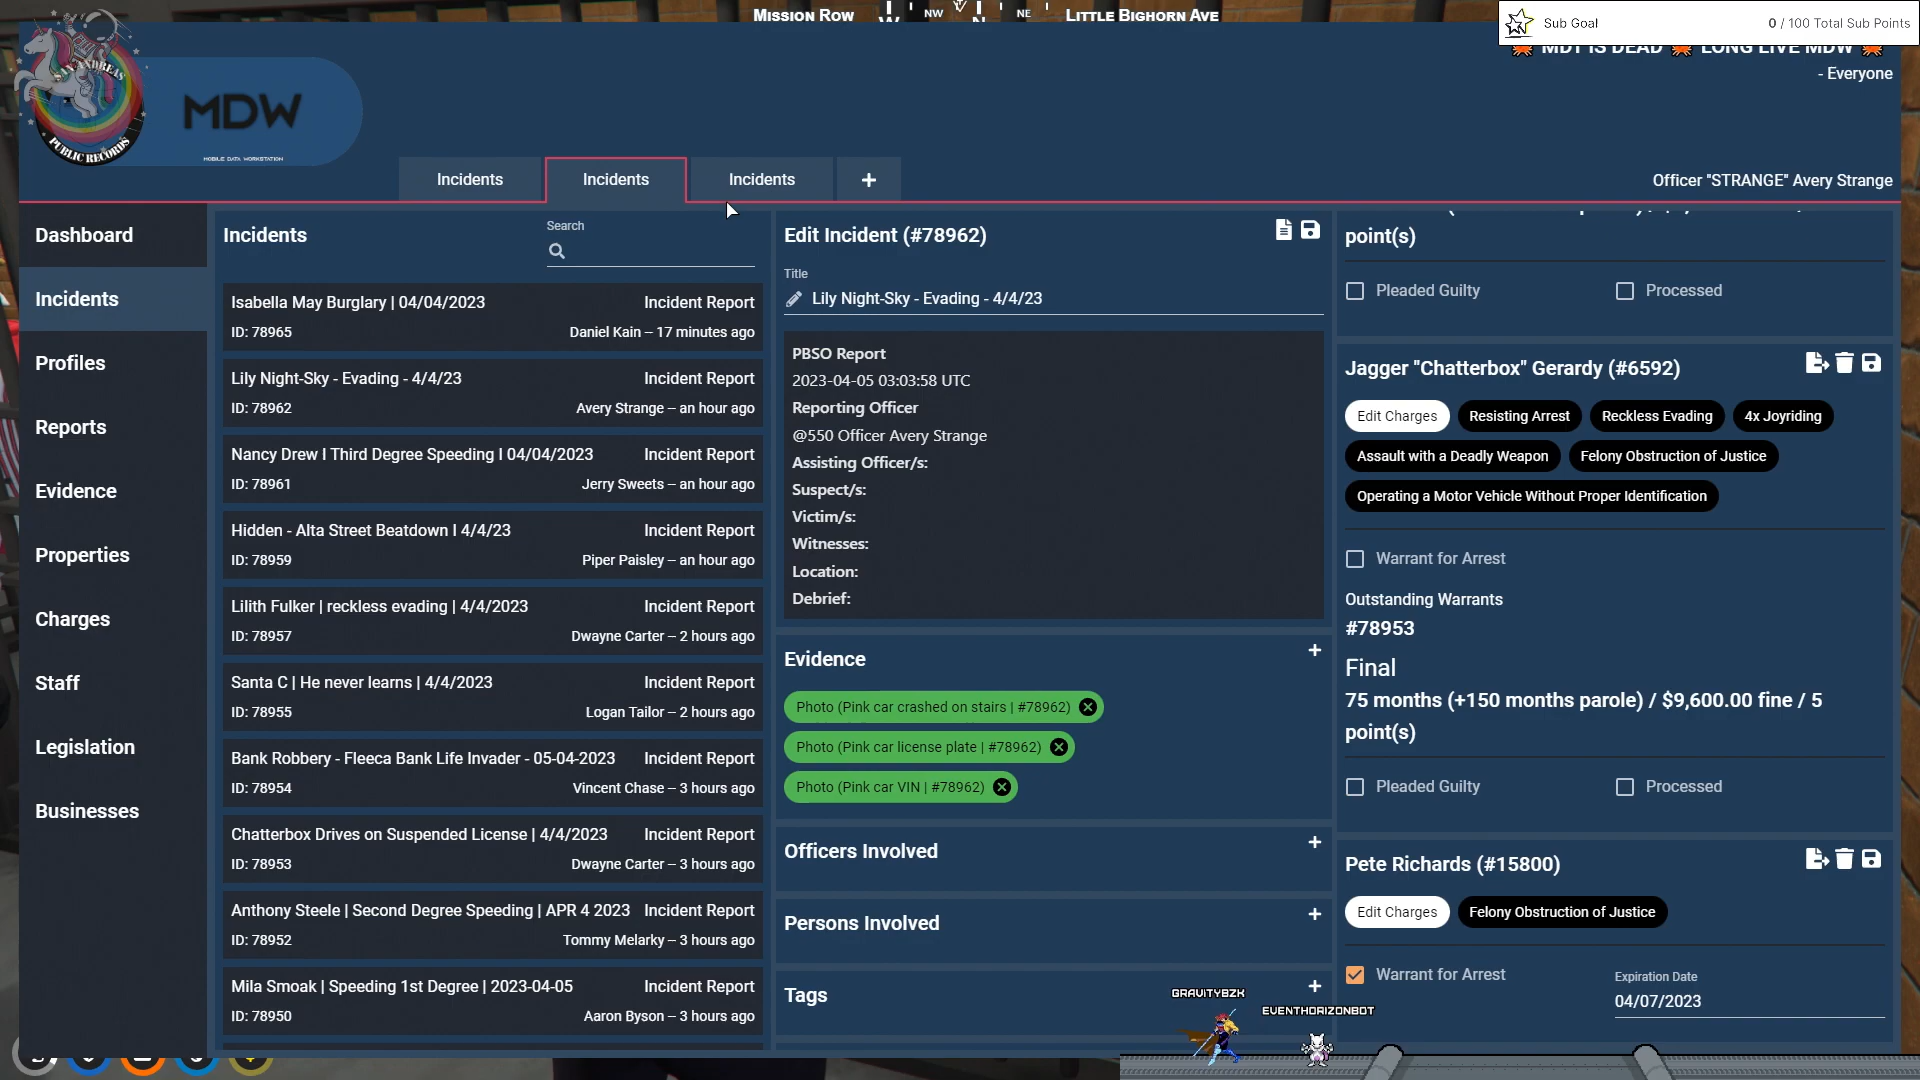 Mission Row
W
NW
N
NE
Little Bighorn Ave
Sub Goal
0 / 100 Total Sub Points
MDT IS DEAD
LONG LIVE MDW
- Everyone
SAN ANDREAS
PUBLIC RECORDS
MDW
MOBILE DATA WORKSTATION
Incidents
Incidents
Incidents
+
Officer "STRANGE" Avery Strange
Dashboard
Incidents
Profiles
Reports
Evidence
Properties
Charges
Staff
Legislation
Businesses
Incidents
Search
Isabella May Burglary | 04/04/2023
Incident Report
ID: 78965
Daniel Kain – 17 minutes ago
Lily Night-Sky - Evading - 4/4/23
Incident Report
ID: 78962
Avery Strange – an hour ago
Nancy Drew I Third Degree Speeding I 04/04/2023
Incident Report
ID: 78961
Jerry Sweets – an hour ago
Hidden - Alta Street Beatdown I 4/4/23
Incident Report
ID: 78959
Piper Paisley – an hour ago
Lilith Fulker | reckless evading | 4/4/2023
Incident Report
ID: 78957
Dwayne Carter – 2 hours ago
Santa C | He never learns | 4/4/2023
Incident Report
ID: 78955
Logan Tailor – 2 hours ago
Bank Robbery - Fleeca Bank Life Invader - 05-04-2023
Incident Report
ID: 78954
Vincent Chase – 3 hours ago
Chatterbox Drives on Suspended License | 4/4/2023
Incident Report
ID: 78953
Dwayne Carter – 3 hours ago
Anthony Steele | Second Degree Speeding | APR 4 2023
Incident Report
ID: 78952
Tommy Melarky – 3 hours ago
Mila Smoak | Speeding 1st Degree | 2023-04-05
Incident Report
ID: 78950
Aaron Byson – 3 hours ago
Edit Incident (#78962)
Title
Lily Night-Sky - Evading - 4/4/23
PBSO Report
2023-04-05 03:03:58 UTC
Reporting Officer
@550 Officer Avery Strange
Assisting Officer/s:
Suspect/s:
Victim/s:
Witnesses:
Location:
Debrief:
Evidence
+
Photo (Pink car crashed on stairs | #78962)
Photo (Pink car license plate | #78962)
Photo (Pink car VIN | #78962)
Officers Involved
+
Persons Involved
+
Tags
+
point(s)
Pleaded Guilty
Processed
Jagger "Chatterbox" Gerardy (#6592)
Edit Charges
Resisting Arrest
Reckless Evading
4x Joyriding
Assault with a Deadly Weapon
Felony Obstruction of Justice
Operating a Motor Vehicle Without Proper Identification
Warrant for Arrest
Outstanding Warrants
#78953
Final
75 months (+150 months parole) / $9,600.00 fine / 5
point(s)
Pleaded Guilty
Processed
Pete Richards (#15800)
Edit Charges
Felony Obstruction of Justice
Warrant for Arrest
Expiration Date
04/07/2023
GRAVITYBZK
EVENTHORIZONBOT